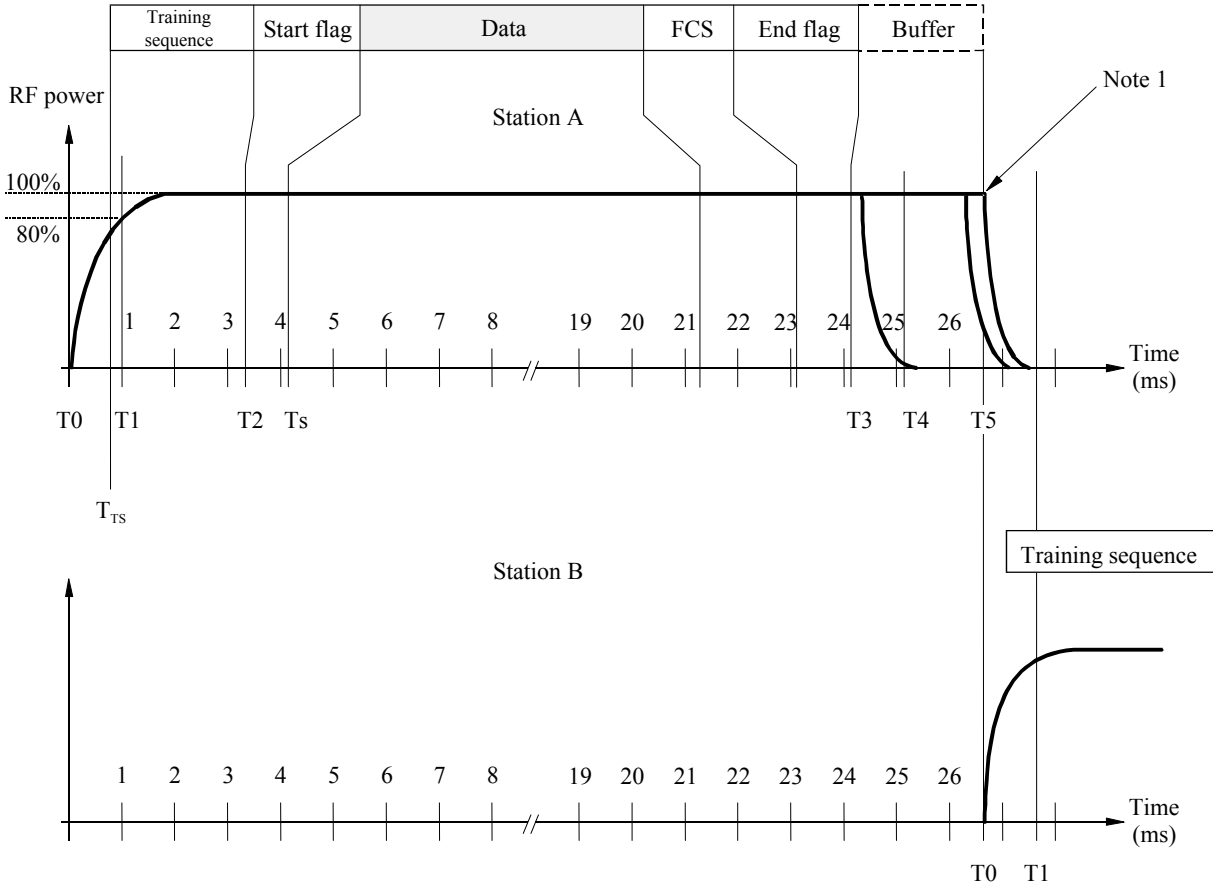 Training sequence
Start flag
Data
FCS
End flag
Buffer
RF power
Station A
Note 1
100%
80%
1 2 3 4 5 6 7 8 19 20 21 22 23 24 25 26
Time (ms)
T0 T1 T2 Ts T3 T4 T5
T_TS
Station B
Training sequence
1 2 3 4 5 6 7 8 19 20 21 22 23 24 25 26
Time (ms)
T0 T1